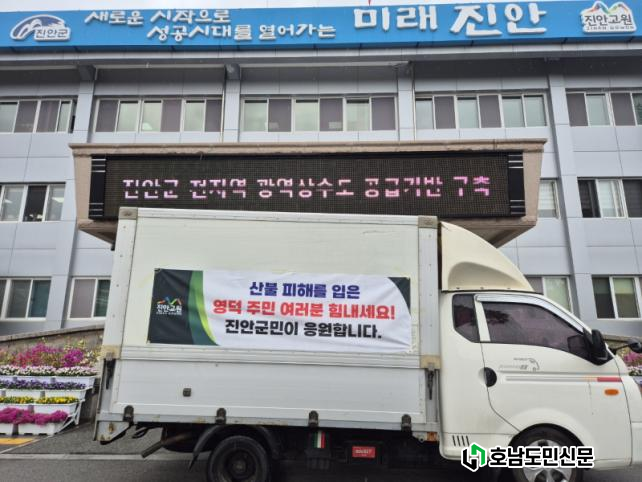 진안군
새로운 시작으로
성공시대를 열어가는
미래 진안
진안고원
JINAN GOWON
진안군 전지역 광역상수도 공급기반 구축
진안고원
산불 피해를 입은
영덕 주민 여러분 힘내세요!
진안군민이 응원합니다.
호남도민신문